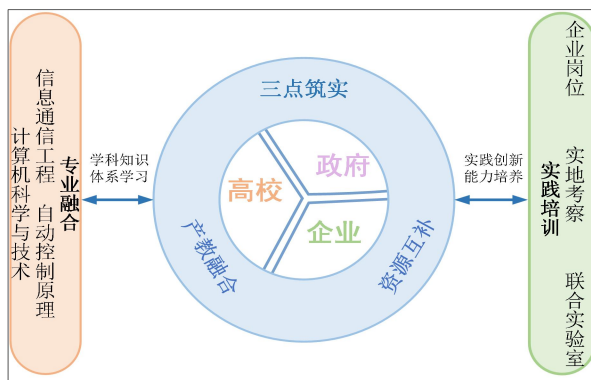 专业融合
信息通信工程 自动控制原理
计算机科学与技术
学科知识
体系学习
三点筑实
政府
高校
企业
产教融合
资源互补
实践创新
能力培养
实践培训
企业岗位 实地考察 联合实验室